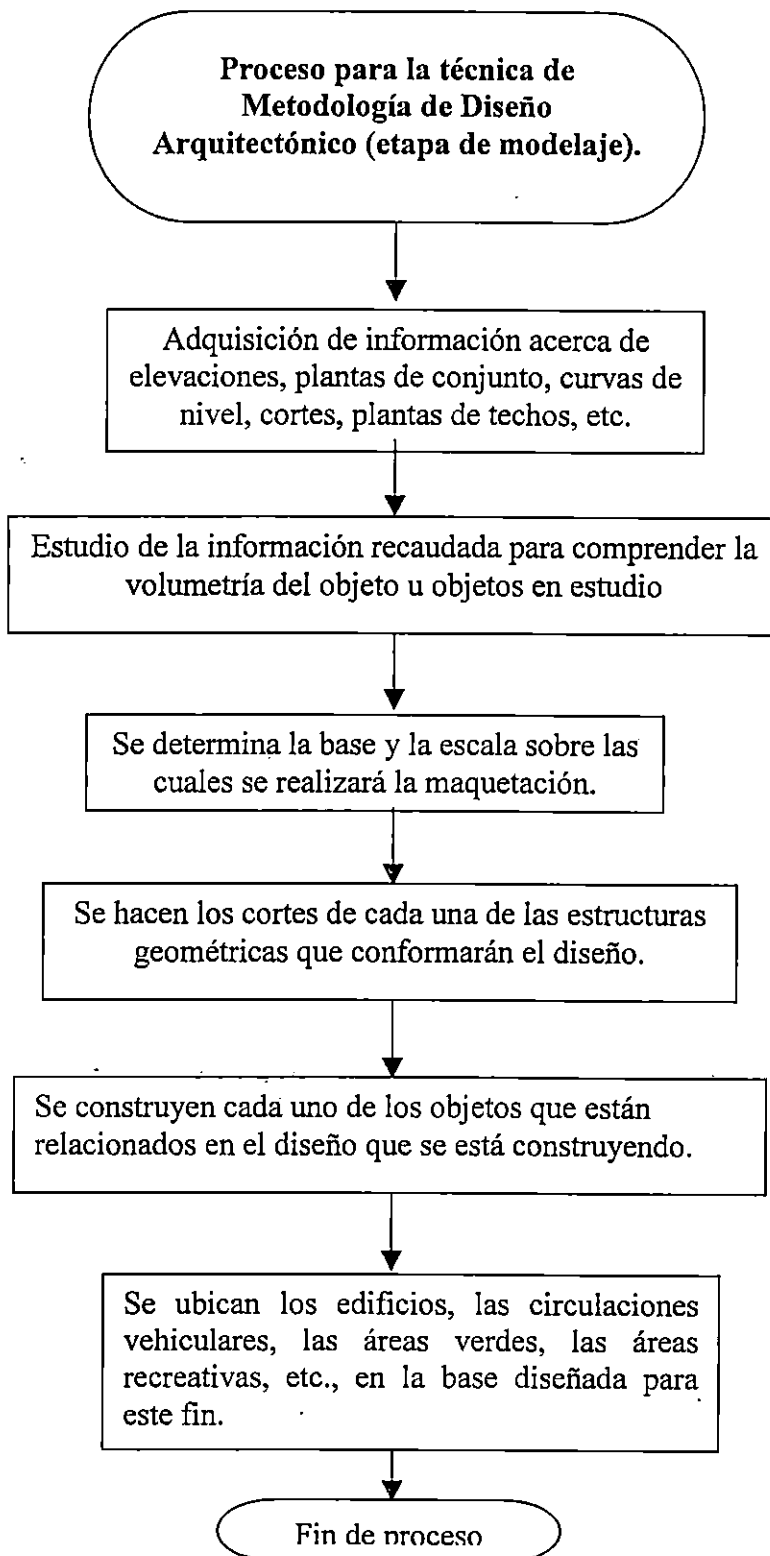 Proceso para la técnica de
Metodología de Diseño
Arquitectónico (etapa de modelaje).
Adquisición de información acerca de
elevaciones, plantas de conjunto, curvas de
nivel, cortes, plantas de techos, etc.
Estudio de la información recaudada para comprender la
volumetría del objeto u objetos en estudio
Se determina la base y la escala sobre las
cuales se realizará la maquetación.
Se hacen los cortes de cada una de las estructuras
geométricas que conformarán el diseño.
Se construyen cada uno de los objetos que están
relacionados en el diseño que se está construyendo.
Se ubican los edificios, las circulaciones
vehiculares, las áreas verdes, las áreas
recreativas, etc., en la base diseñada para
este fin.
Fin de proceso